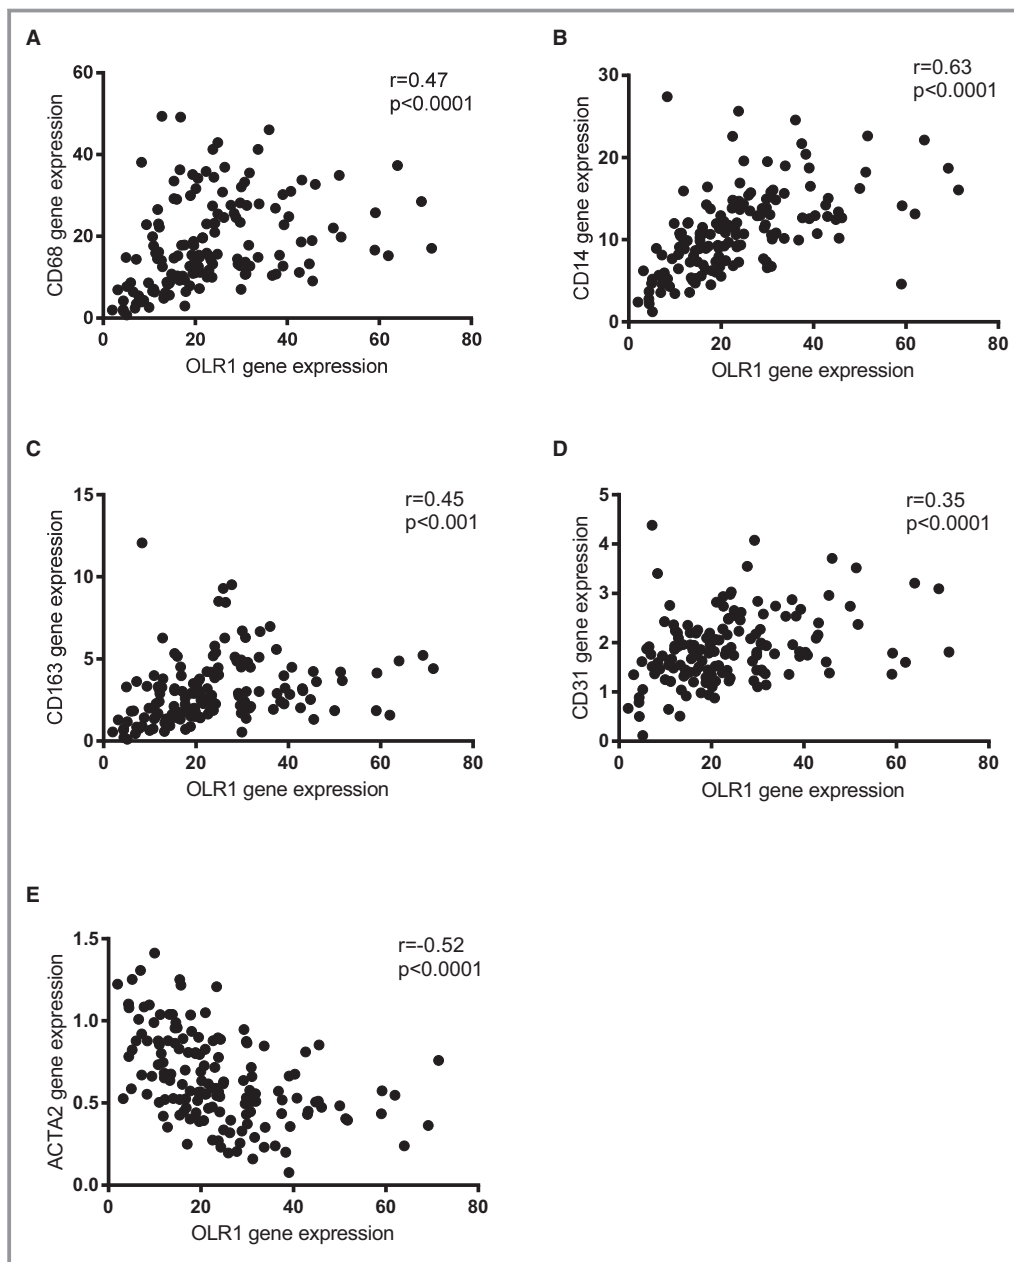 A
r=0.47
p<0.0001
CD68 gene expression
60
40
20
0
0 20 40 60 80
OLR1 gene expression
B
r=0.63
p<0.0001
CD14 gene expression
30
20
10
0
0 20 40 60 80
OLR1 gene expression
C
r=0.45
p<0.001
CD163 gene expression
15
10
5
0
0 20 40 60 80
OLR1 gene expression
D
r=0.35
p<0.0001
CD31 gene expression
5
4
3
2
1
0
0 20 40 60 80
OLR1 gene expression
E
r=-0.52
p<0.0001
ACTA2 gene expression
1.5
1.0
0.5
0.0
0 20 40 60 80
OLR1 gene expression